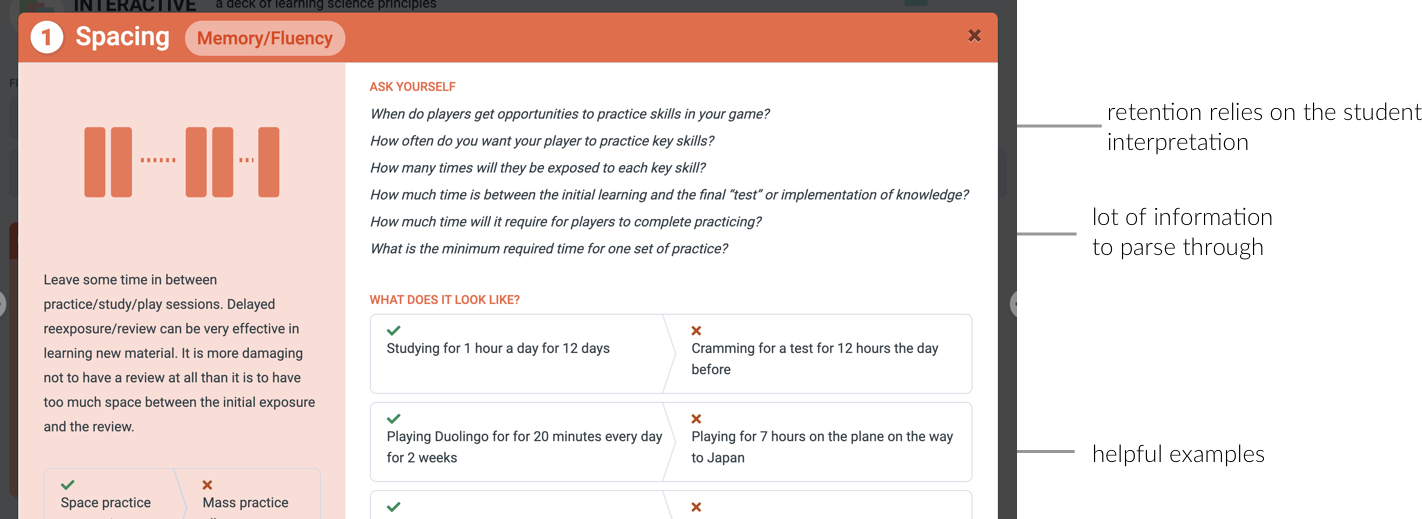 INTERACTIVE a deck of learning science principles
1 Spacing Memory/Fluency
ASK YOURSELF
When do players get opportunities to practice skills in your game?
How often do you want your player to practice key skills?
How many times will they be exposed to each key skill?
How much time is between the initial learning and the final “test” or implementation of knowledge?
How much time will it require for players to complete practicing?
What is the minimum required time for one set of practice?
Leave some time in between
practice/study/play sessions. Delayed
reexposure/review can be very effective in
learning new material. It is more damaging
not to have a review at all than it is to have
too much space between the initial exposure
and the review.
Space practice
Mass practice
WHAT DOES IT LOOK LIKE?
Studying for 1 hour a day for 12 days
Cramming for a test for 12 hours the day
before
Playing Duolingo for for 20 minutes every day
for 2 weeks
Playing for 7 hours on the plane on the way
to Japan
retention relies on the student
interpretation
lot of information
to parse through
helpful examples